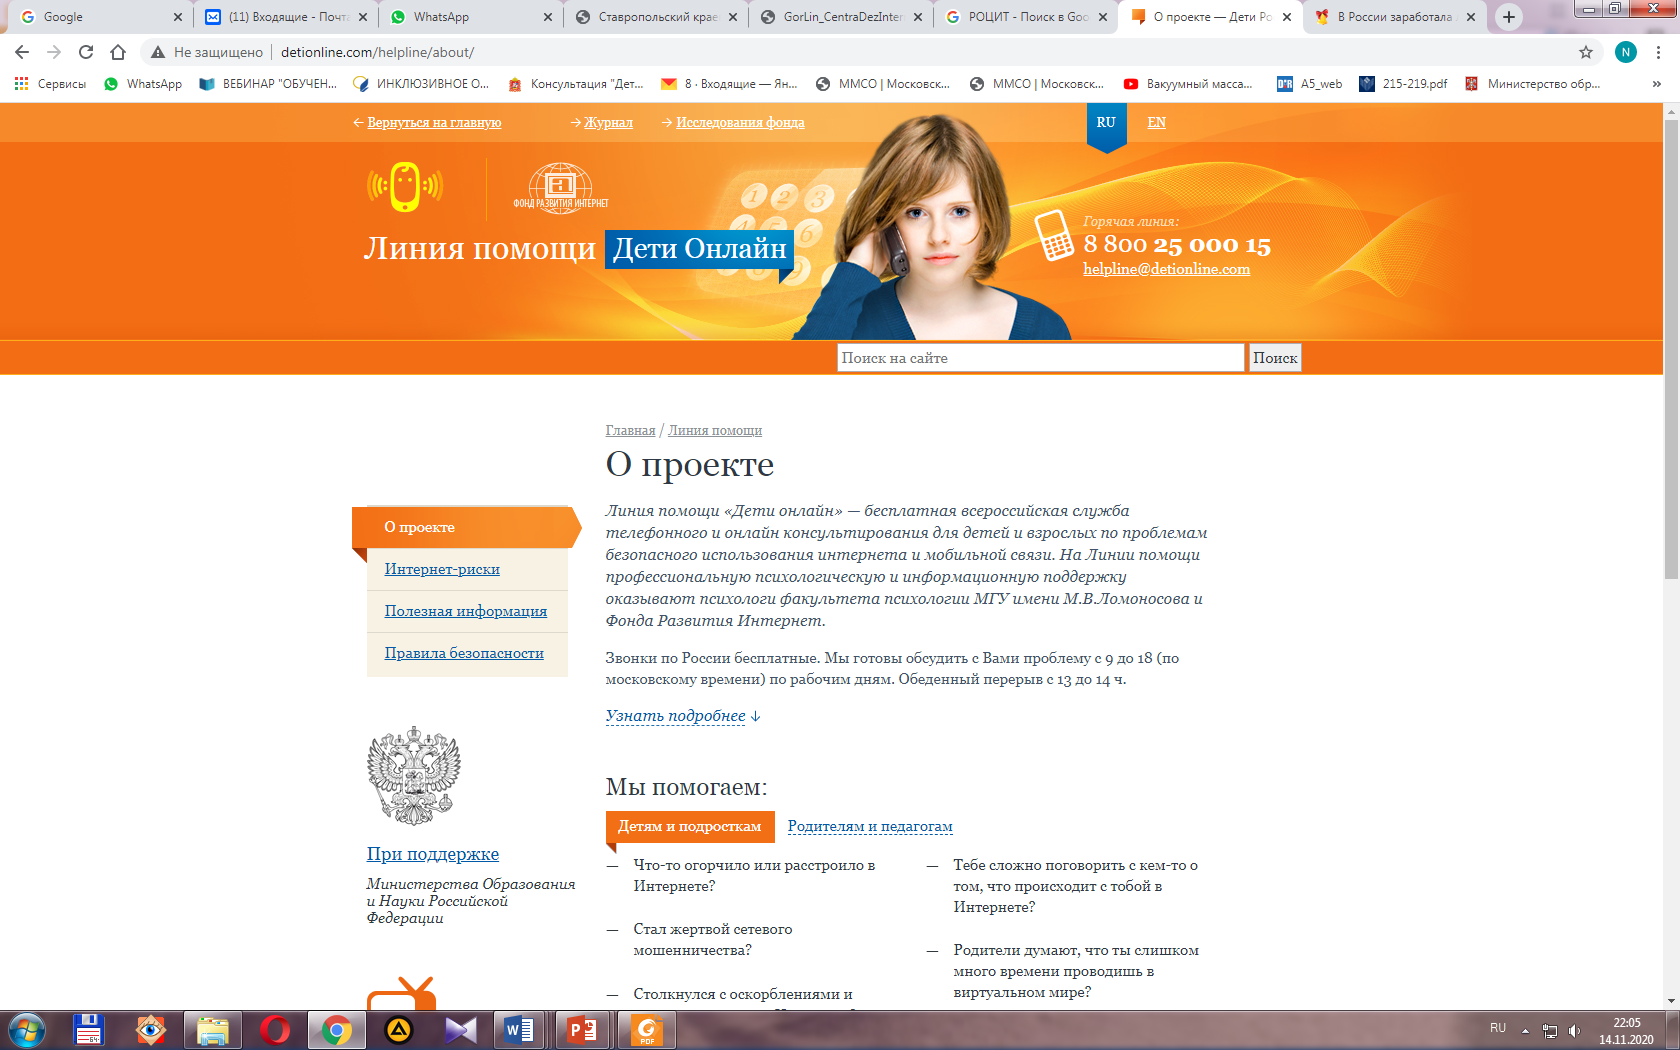 Google
(11) Входящие - Почта
WhatsApp
Ставропольский крае
GorLin_CentraDezInter
РОЦИТ - Поиск в Goo
О проекте — Дети Ро
В России заработала
Не защищено
detionline.com/helpline/about/
N
Сервисы
WhatsApp
ВЕБИНАР "ОБУЧЕН...
ИНКЛЮЗИВНОЕ О...
Консультация "Дет...
8 · Входящие — Ян...
ММСО | Московск...
ММСО | Московск...
Вакуумный масса...
A5_web
215-219.pdf
Министерство обр...
»
← Вернуться на главную
→ Журнал
→ Исследования фонда
RU
EN
ФОНД РАЗВИТИЯ ИНТЕРНЕТ
Линия помощи Дети Онлайн
Горячая линия:
8 800 25 000 15
helpline@detionline.com
Поиск на сайте
Поиск
Главная / Линия помощи
О проекте
О проекте
Интернет-риски
Полезная информация
Правила безопасности
При поддержке
Министерства Образования
и Науки Российской
Федерации
Линия помощи «Дети онлайн» — бесплатная всероссийская служба
телефонного и онлайн консультирования для детей и взрослых по проблемам
безопасного использования интернета и мобильной связи. На Линии помощи
профессиональную психологическую и информационную поддержку
оказывают психологи факультета психологии МГУ имени М.В.Ломоносова и
Фонда Развития Интернет.
Звонки по России бесплатные. Мы готовы обсудить с Вами проблему с 9 до 18 (по
московскому времени) по рабочим дням. Обеденный перерыв с 13 до 14 ч.
Узнать подробнее ↓
Мы помогаем:
Детям и подросткам
Родителям и педагогам
— Что-то огорчило или расстроило в
Интернете?
— Стал жертвой сетевого
мошенничества?
— Столкнулся с оскорблениями и
— Тебе сложно поговорить с кем-то о
том, что происходит с тобой в
Интернете?
— Родители думают, что ты слишком
много времени проводишь в
виртуальном мире?
RU
22:05
14.11.2020